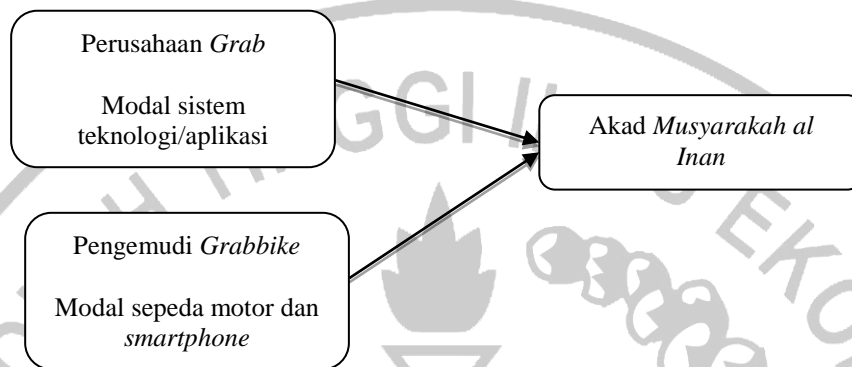 Perusahaan Grab
Modal sistem
teknologi/aplikasi
Akad Musyarakah al
Inan
Pengemudi Grabbike
Modal sepeda motor dan
smartphone